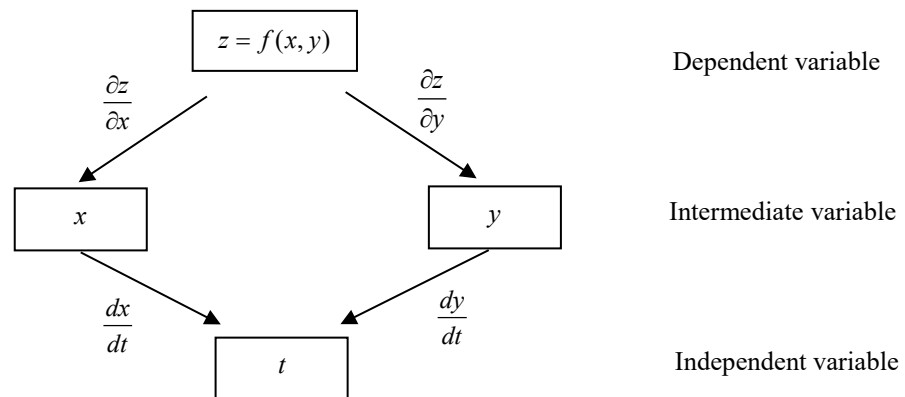 z = f(x, y)
Dependent variable
∂z/∂x
∂z/∂y
x
y
Intermediate variable
dx/dt
dy/dt
t
Independent variable